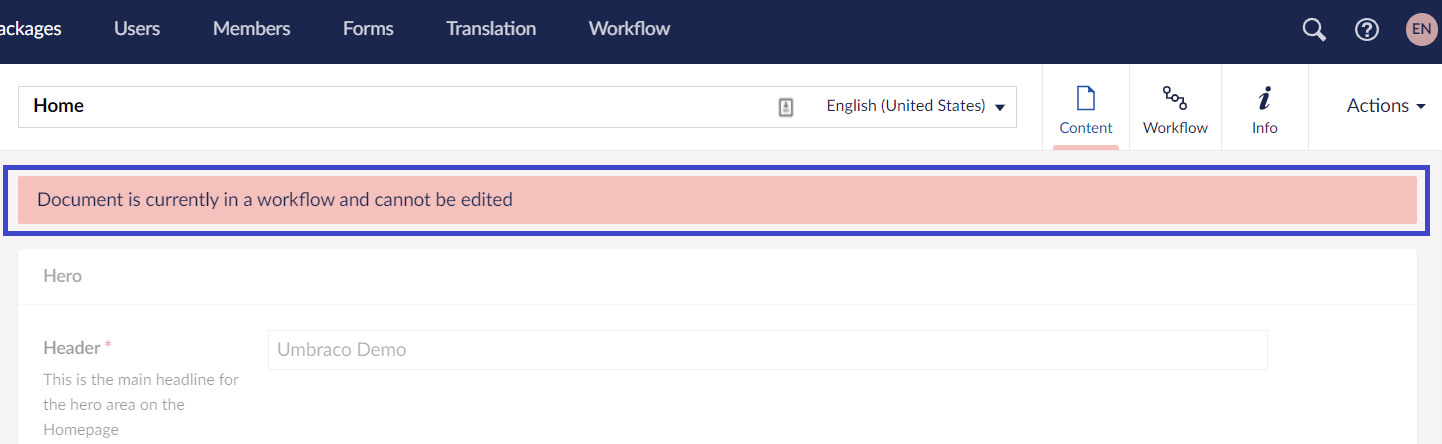 ackages Users Members Forms Translation Workflow EN
Home English (United States) Content Workflow Info Actions
Document is currently in a workflow and cannot be edited
Hero
Header * Umbraco Demo
This is the main headline for
the hero area on the
Homepage